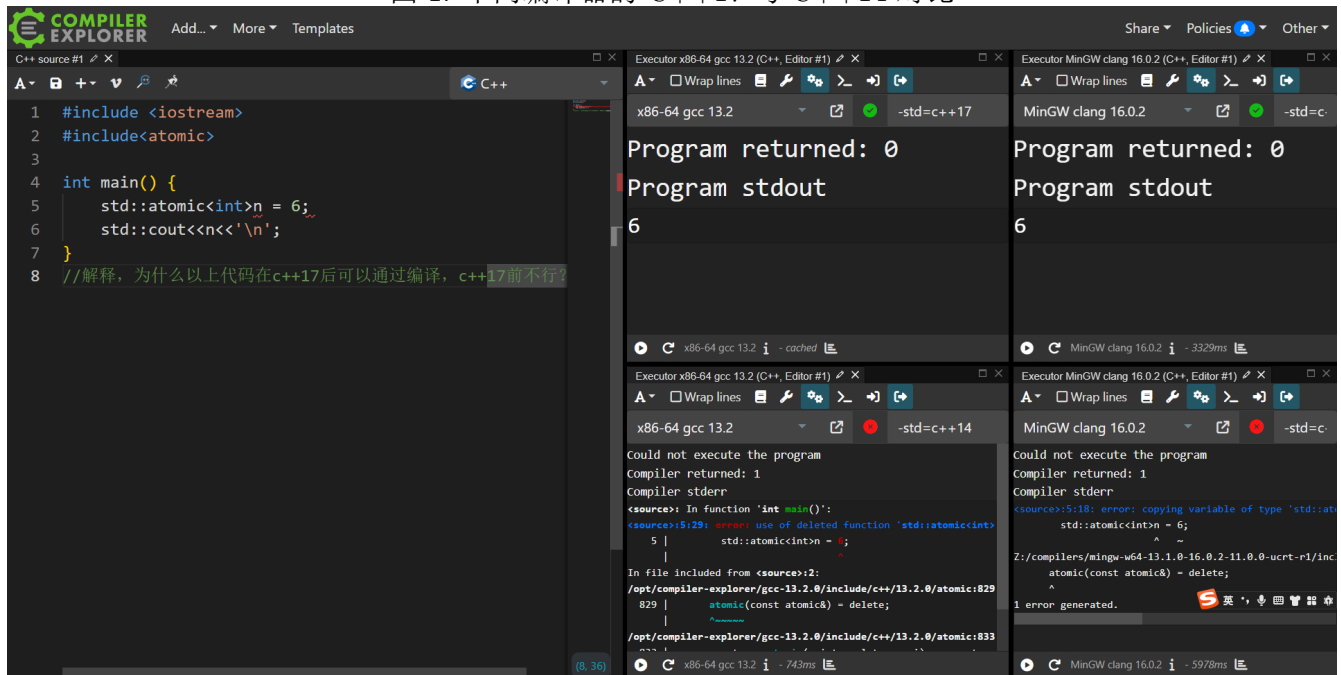 COMPILER
EXPLORER
Add...
More
Templates
Share
Policies
Other
C++ source #1
C++
1 #include <iostream>
2 #include<atomic>
3
4 int main() {
5 std::atomic<int>n = 6;
6 std::cout<<n<<'\n';
7 }
8 //解释，为什么以上代码在c++17后可以通过编译，c++17前不行?
(8, 36)
Executor x86-64 gcc 13.2 (C++, Editor #1)
A Wrap lines
x86-64 gcc 13.2 -std=c++17
Program returned: 0
Program stdout
6
x86-64 gcc 13.2 i - cached
Executor MinGW clang 16.0.2 (C++, Editor #1)
A Wrap lines
MinGW clang 16.0.2 -std=c
Program returned: 0
Program stdout
6
MinGW clang 16.0.2 i - 3329ms
Executor x86-64 gcc 13.2 (C++, Editor #1)
A Wrap lines
x86-64 gcc 13.2 -std=c++14
Could not execute the program
Compiler returned: 1
Compiler stderr
<source>: In function 'int main()':
<source>:5:29: error: use of deleted function 'std::atomic<int>
5 | std::atomic<int>n = 6;
| ^
In file included from <source>:2:
/opt/compiler-explorer/gcc-13.2.0/include/c++/13.2.0/atomic:829
829 | atomic(const atomic&) = delete;
| ^~~~~~
/opt/compiler-explorer/gcc-13.2.0/include/c++/13.2.0/atomic:833
x86-64 gcc 13.2 i - 743ms
Executor MinGW clang 16.0.2 (C++, Editor #1)
A Wrap lines
MinGW clang 16.0.2 -std=c
Could not execute the program
Compiler returned: 1
Compiler stderr
<source>:5:18: error: copying variable of type 'std::at
std::atomic<int>n = 6;
^ ~
Z:/compilers/mingw-w64-13.1.0-16.0.2-11.0.0-ucrt-r1/inc
atomic(const atomic&) = delete;
^
1 error generated.
英
MinGW clang 16.0.2 i - 5978ms